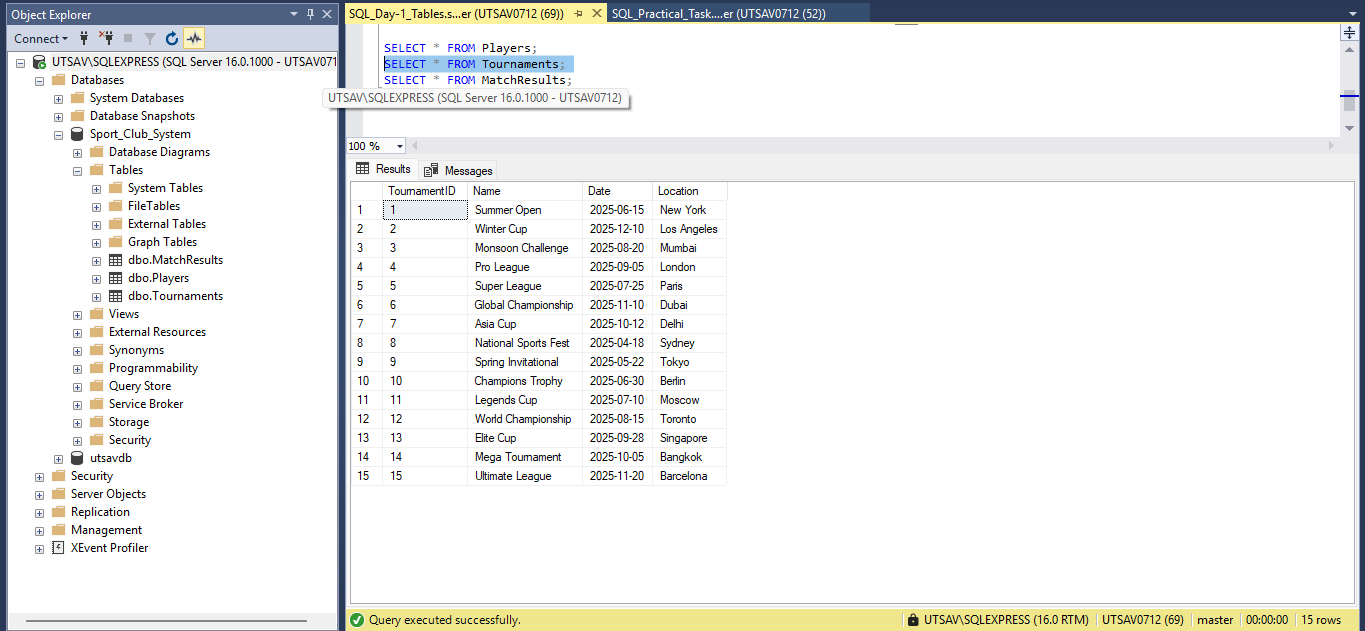 Object Explorer
Connect
UTSAV\SQLEXPRESS (SQL Server 16.0.1000 - UTSAV071
Databases
System Databases
Database Snapshots
Sport_Club_System
Database Diagrams
Tables
System Tables
FileTables
External Tables
Graph Tables
dbo.MatchResults
dbo.Players
dbo.Tournaments
Views
External Resources
Synonyms
Programmability
Query Store
Service Broker
Storage
Security
utsavdb
Security
Server Objects
Replication
Management
XEvent Profiler
SQL_Day-1_Tables.s...er (UTSAV0712 (69)) SQL_Practical_Task....er (UTSAV0712 (52))
SELECT * FROM Players;
SELECT * FROM Tournaments;
SELECT * FROM MatchResults;
UTSAV\SQLEXPRESS (SQL Server 16.0.1000 - UTSAV0712)
100 %
Results Messages
TournamentID Name Date Location
1 1 Summer Open 2025-06-15 New York
2 2 Winter Cup 2025-12-10 Los Angeles
3 3 Monsoon Challenge 2025-08-20 Mumbai
4 4 Pro League 2025-09-05 London
5 5 Super League 2025-07-25 Paris
6 6 Global Championship 2025-11-10 Dubai
7 7 Asia Cup 2025-10-12 Delhi
8 8 National Sports Fest 2025-04-18 Sydney
9 9 Spring Invitational 2025-05-22 Tokyo
10 10 Champions Trophy 2025-06-30 Berlin
11 11 Legends Cup 2025-07-10 Moscow
12 12 World Championship 2025-08-15 Toronto
13 13 Elite Cup 2025-09-28 Singapore
14 14 Mega Tournament 2025-10-05 Bangkok
15 15 Ultimate League 2025-11-20 Barcelona
Query executed successfully. UTSAV\SQLEXPRESS (16.0 RTM) UTSAV0712 (69) master 00:00:00 15 rows